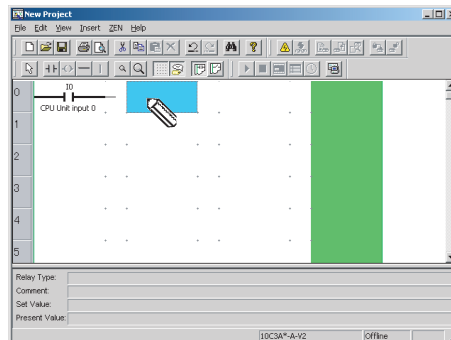 New Project
File Edit View Insert ZEN Help
0
I0
CPU Unit input 0
1
2
3
4
5
Relay Type:
Comment:
Set Value:
Present Value:
10C3A*-A-V2 Offline